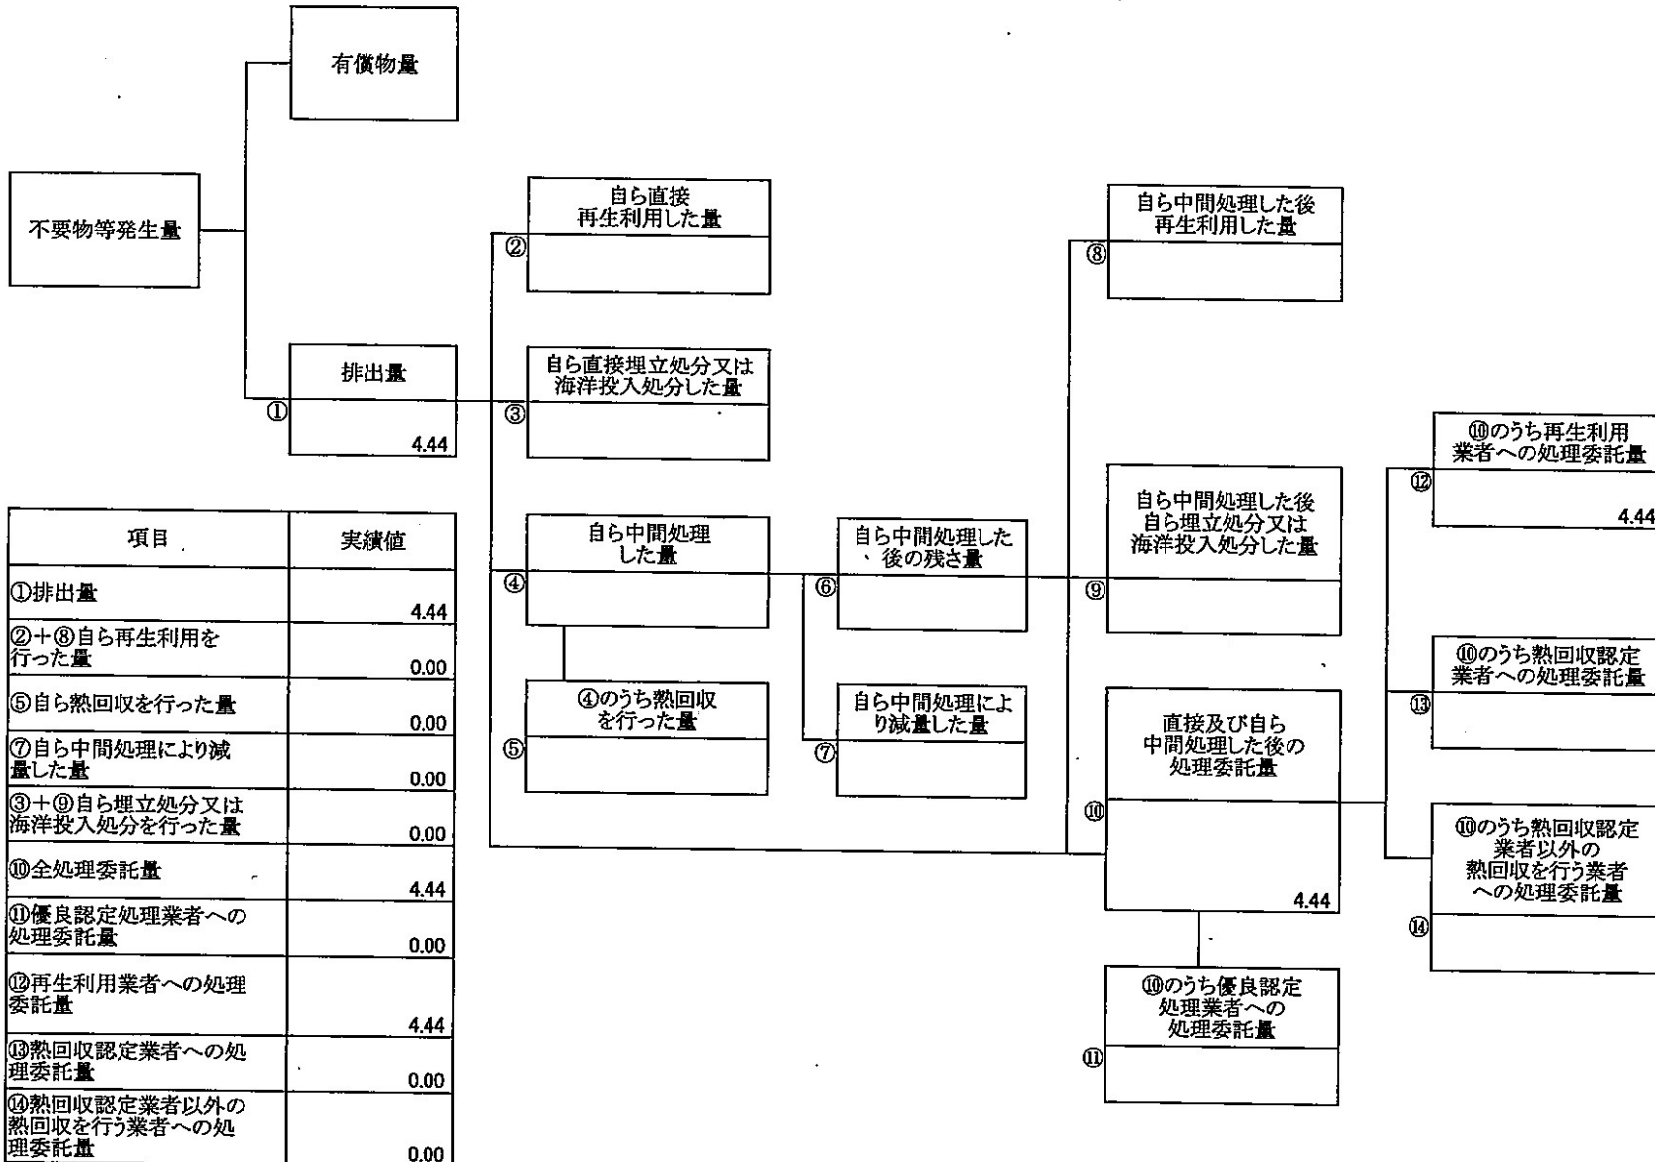 有償物量
不要物等発生量
排出量
①
4.44
自ら直接
再生利用した量
②
自ら直接埋立処分又は
海洋投入処分した量
③
自ら中間処理
した量
④
④のうち熱回収
を行った量
⑤
自ら中間処理した
後の残さ量
⑥
自ら中間処理によ
り減量した量
⑦
自ら中間処理した後
再生利用した量
⑧
自ら中間処理した後
自ら埋立処分又は
海洋投入処分した量
⑨
直接及び自ら
中間処理した後の
処理委託量
⑩
4.44
⑩のうち優良認定
処理業者への
処理委託量
⑪
⑩のうち再生利用
業者への処理委託量
⑫
4.44
⑩のうち熱回収認定
業者への処理委託量
⑬
⑩のうち熱回収認定
業者以外の
熱回収を行う業者
への処理委託量
⑭
項目 実績値
①排出量 4.44
②+⑧自ら再生利用を
行った量 0.00
⑤自ら熱回収を行った量 0.00
⑦自ら中間処理により減
量した量 0.00
③+⑨自ら埋立処分又は
海洋投入処分を行った量 0.00
⑩全処理委託量 4.44
⑪優良認定処理業者への
処理委託量 0.00
⑫再生利用業者への処理
委託量 4.44
⑬熱回収認定業者への処
理委託量 0.00
⑭熱回収認定業者以外の
熱回収を行う業者への処
理委託量 0.00